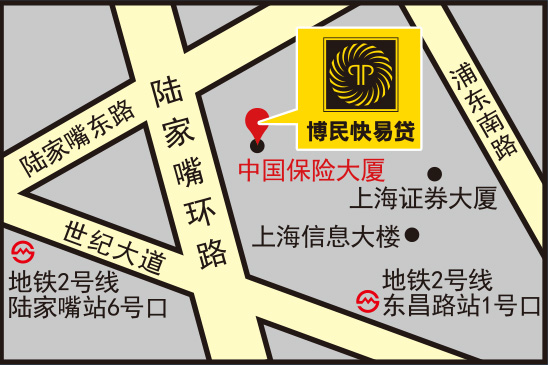 博民快易贷
陆家嘴东路
陆家嘴环路
浦东南路
中国保险大厦
上海证券大厦
上海信息大楼
世纪大道
地铁2号线
陆家嘴站6号口
地铁2号线
东昌路站1号口